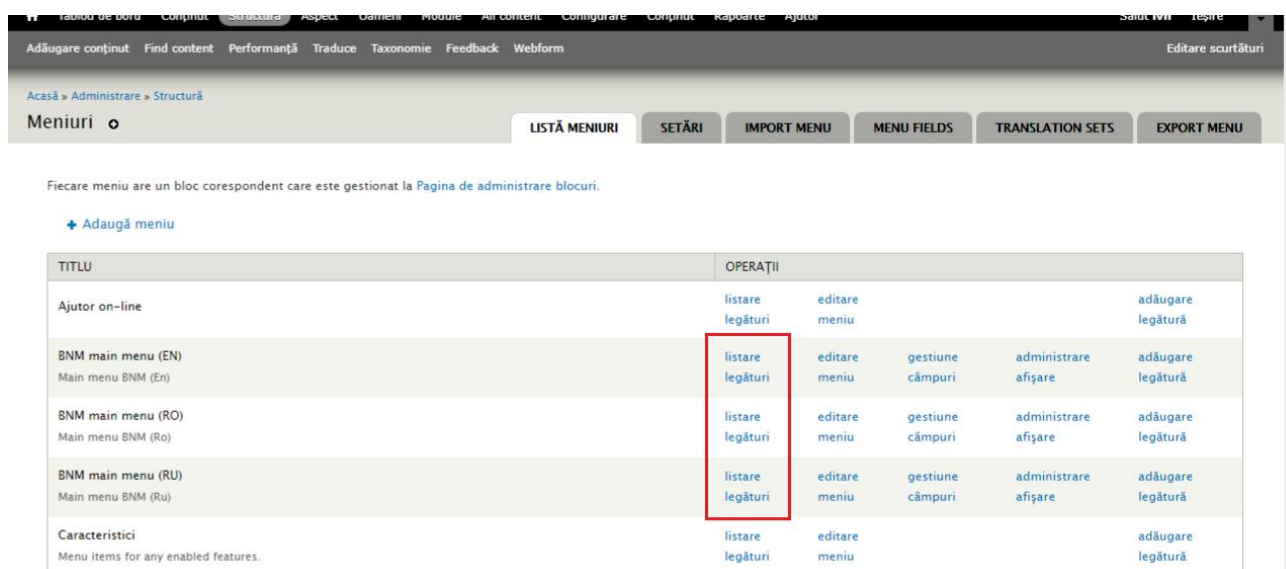 Tablou de bord Conținut Structură Aspect Oameni Module All content Configurare Conținut Rapoarte Ajutor Salut ivii Ieșire
Adăugare conținut Find content Performanță Traduce Taxonomie Feedback Webform Editare scurtături
Acasă » Administrare » Structură
Meniuri LISTĂ MENIURI SETĂRI IMPORT MENU MENU FIELDS TRANSLATION SETS EXPORT MENU
Fiecare meniu are un bloc corespondent care este gestionat la Pagina de administrare blocuri.
Adaugă meniu
TITLU OPERAȚII
Ajutor on-line
listare editare adăugare
legături meniu legătură
BNM main menu (EN) listare editare gestiune administrare adăugare
Main menu BNM (En) legături meniu câmpuri afișare legătură
BNM main menu (RO) listare editare gestiune administrare adăugare
Main menu BNM (Ro) legături meniu câmpuri afișare legătură
BNM main menu (RU) listare editare gestiune administrare adăugare
Main menu BNM (Ru) legături meniu câmpuri afișare legătură
Caracteristici listare editare adăugare
Menu items for any enabled features. legături meniu legătură